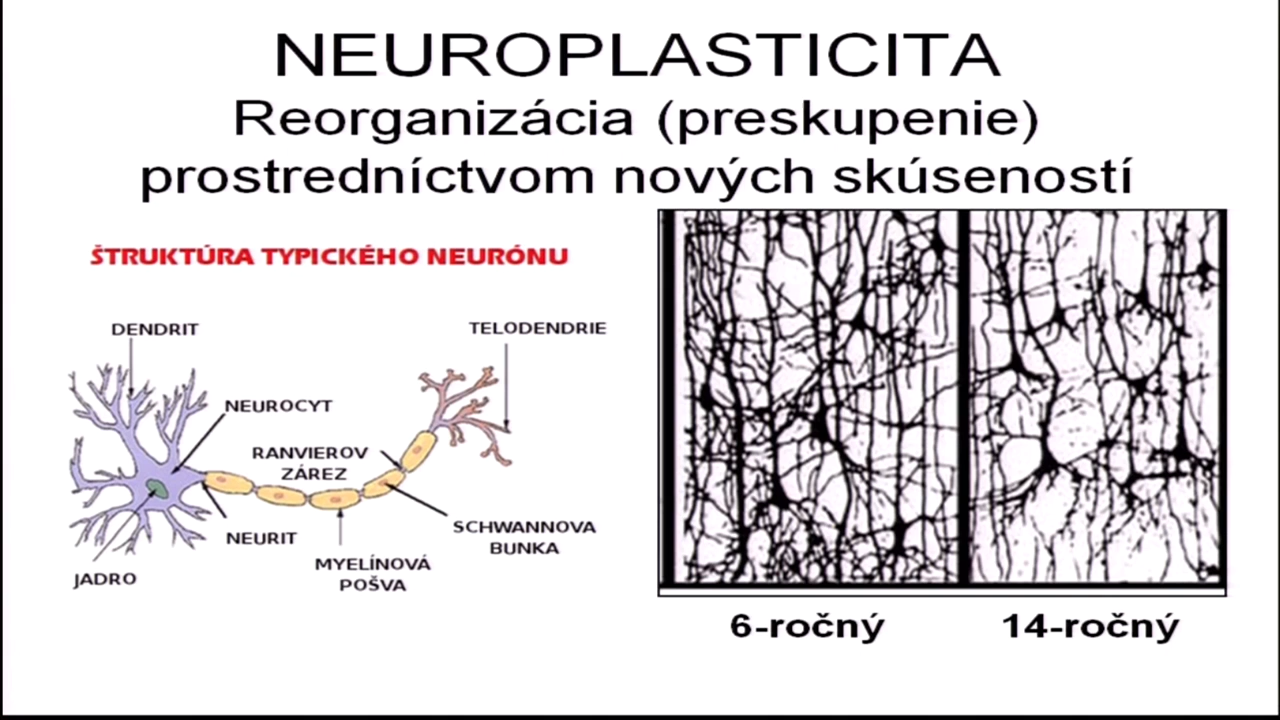 NEUROPLASTICITA
Reorganizácia (preskupenie)
prostredníctvom nových skúseností
ŠTRUKTÚRA TYPICKÉHO NEURÓNU
DENDRIT
TELODENDRIE
NEUROCYT
RANVIEROV
ZÁREZ
SCHWANNOVA
BUNKA
NEURIT
MYELÍNOVÁ
POŠVA
JADRO
6-ročný
14-ročný